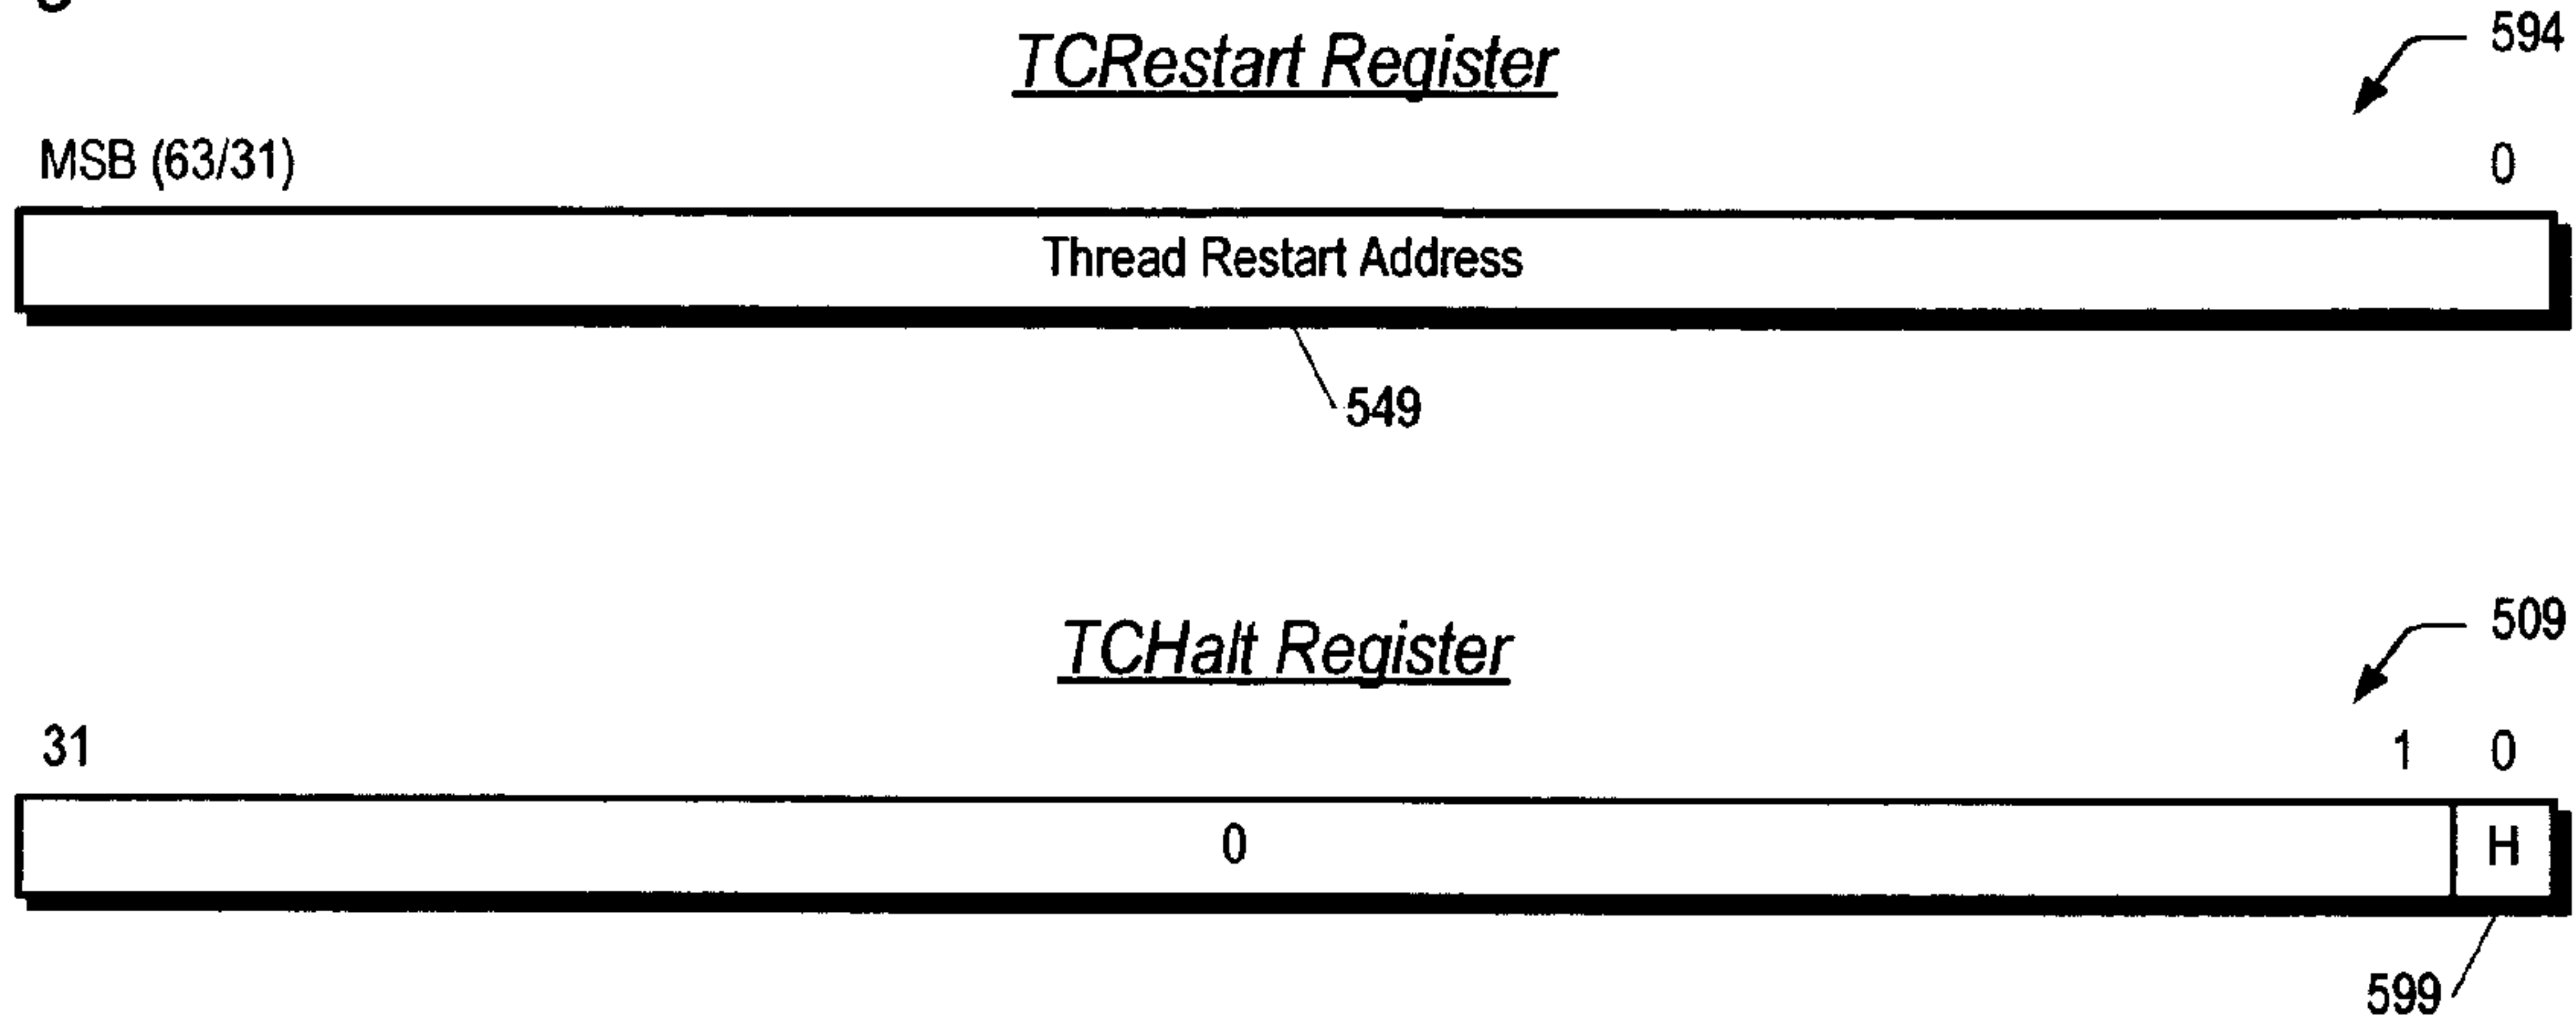 TCRestart Register
594
MSB (63/31) 0
Thread Restart Address
549
TCHalt Register
509
31 1 0
0 H
599